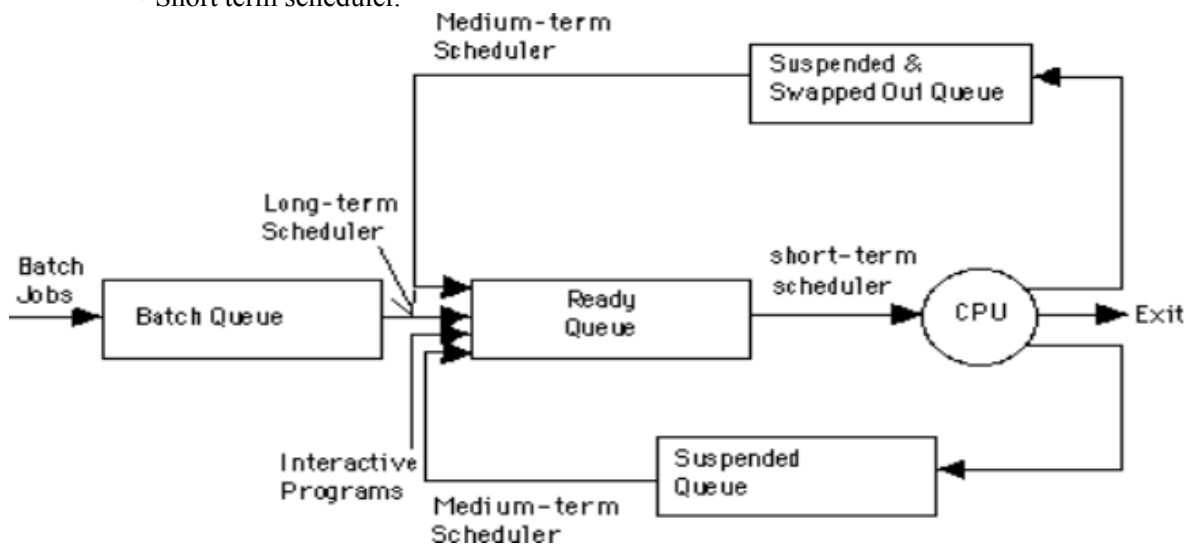 Short term scheduler.
Medium-term
Scheduler
Suspended &
Swapped Out Queue
Long-term
Scheduler
Batch
Jobs
Batch Queue
Ready
Queue
short-term
scheduler
CPU
Exit
Interactive
Programs
Suspended
Queue
Medium-term
Scheduler